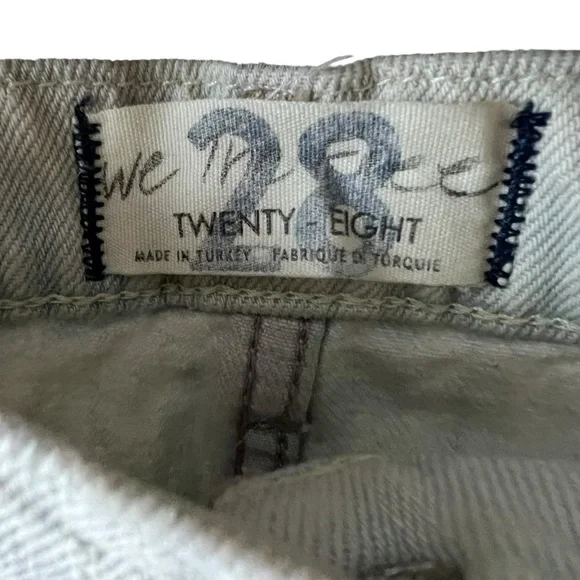 we The Free
28
TWENTY - EIGHT
MADE IN TURKEY FABRIQUE EN TURQUIE